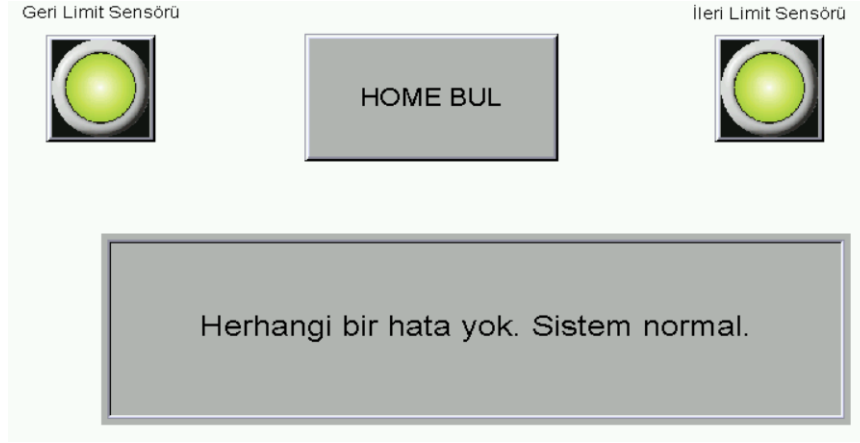 Geri Limit Sensörü
İleri Limit Sensörü
HOME BUL
Herhangi bir hata yok. Sistem normal.